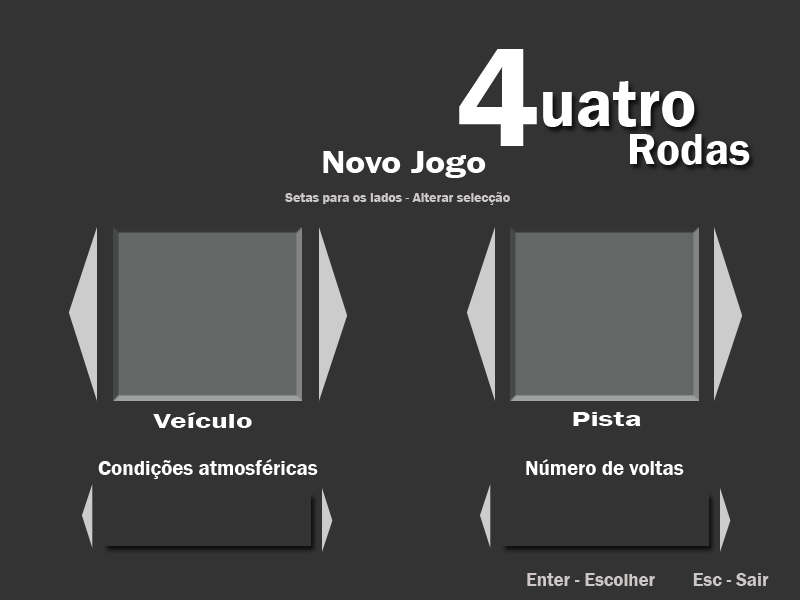 4uatro
Rodas
Novo Jogo
Setas para os lados - Alterar selecção
Veículo
Pista
Condições atmosféricas
Número de voltas
Enter - Escolher
Esc - Sair